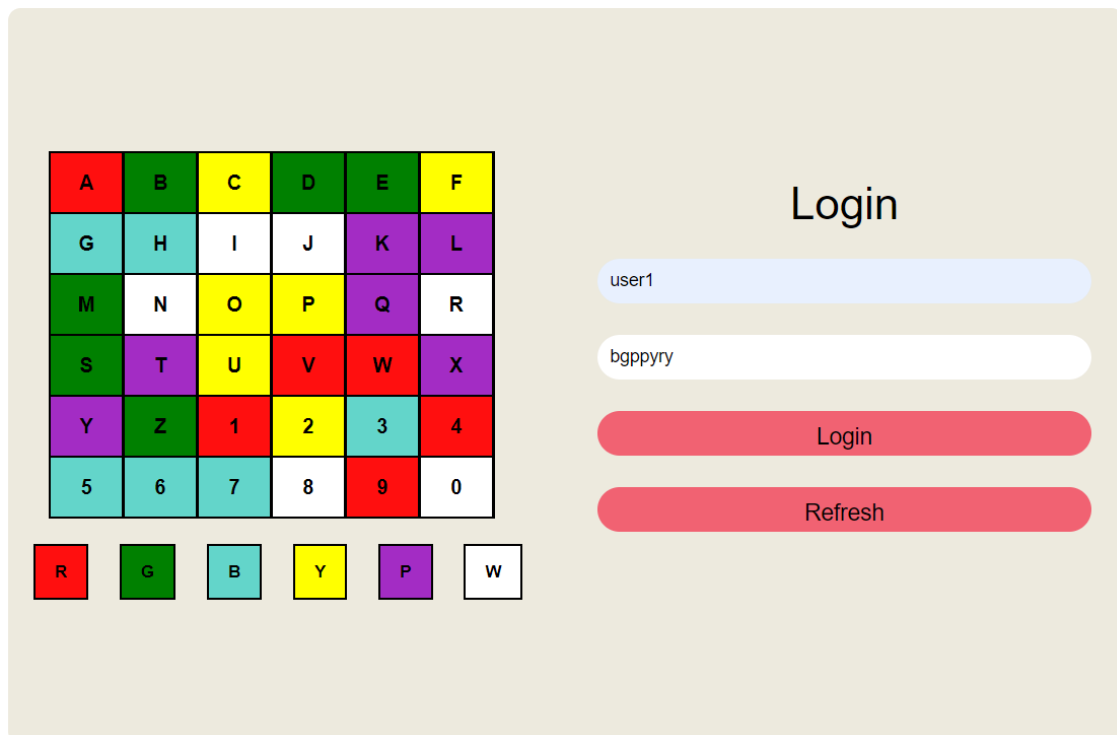 A B C D E F
G H I J K L
M N O P Q R
S T U V W X
Y Z 1 2 3 4
5 6 7 8 9 0
R G B Y P W
Login
user1
bgppyry
Login
Refresh